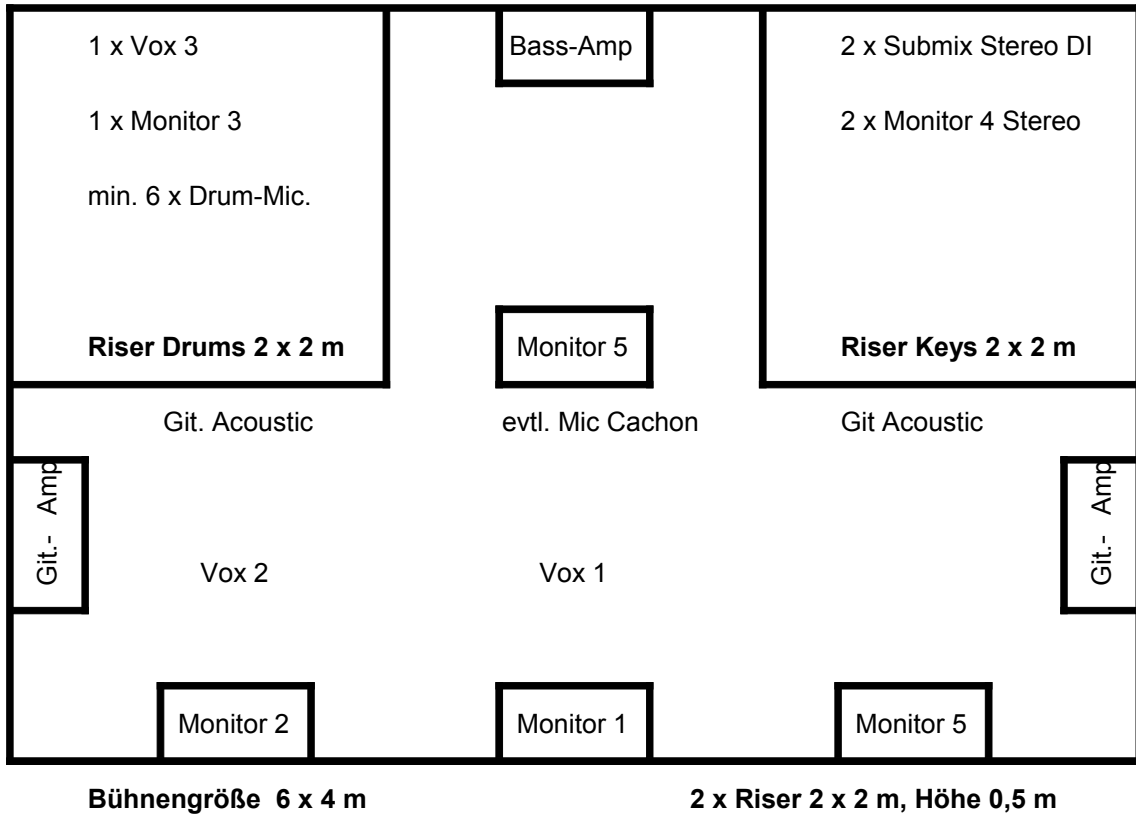 1 x Vox 3
Bass-Amp
2 x Submix Stereo DI
1 x Monitor 3
2 x Monitor 4 Stereo
min. 6 x Drum-Mic.
Riser Drums 2 x 2 m
Monitor 5
Riser Keys 2 x 2 m
Git. Acoustic
evtl. Mic Cachon
Git Acoustic
Git.- Amp
Git.- Amp
Vox 2
Vox 1
Monitor 2
Monitor 1
Monitor 5
Bühnengröße 6 x 4 m
2 x Riser 2 x 2 m, Höhe 0,5 m